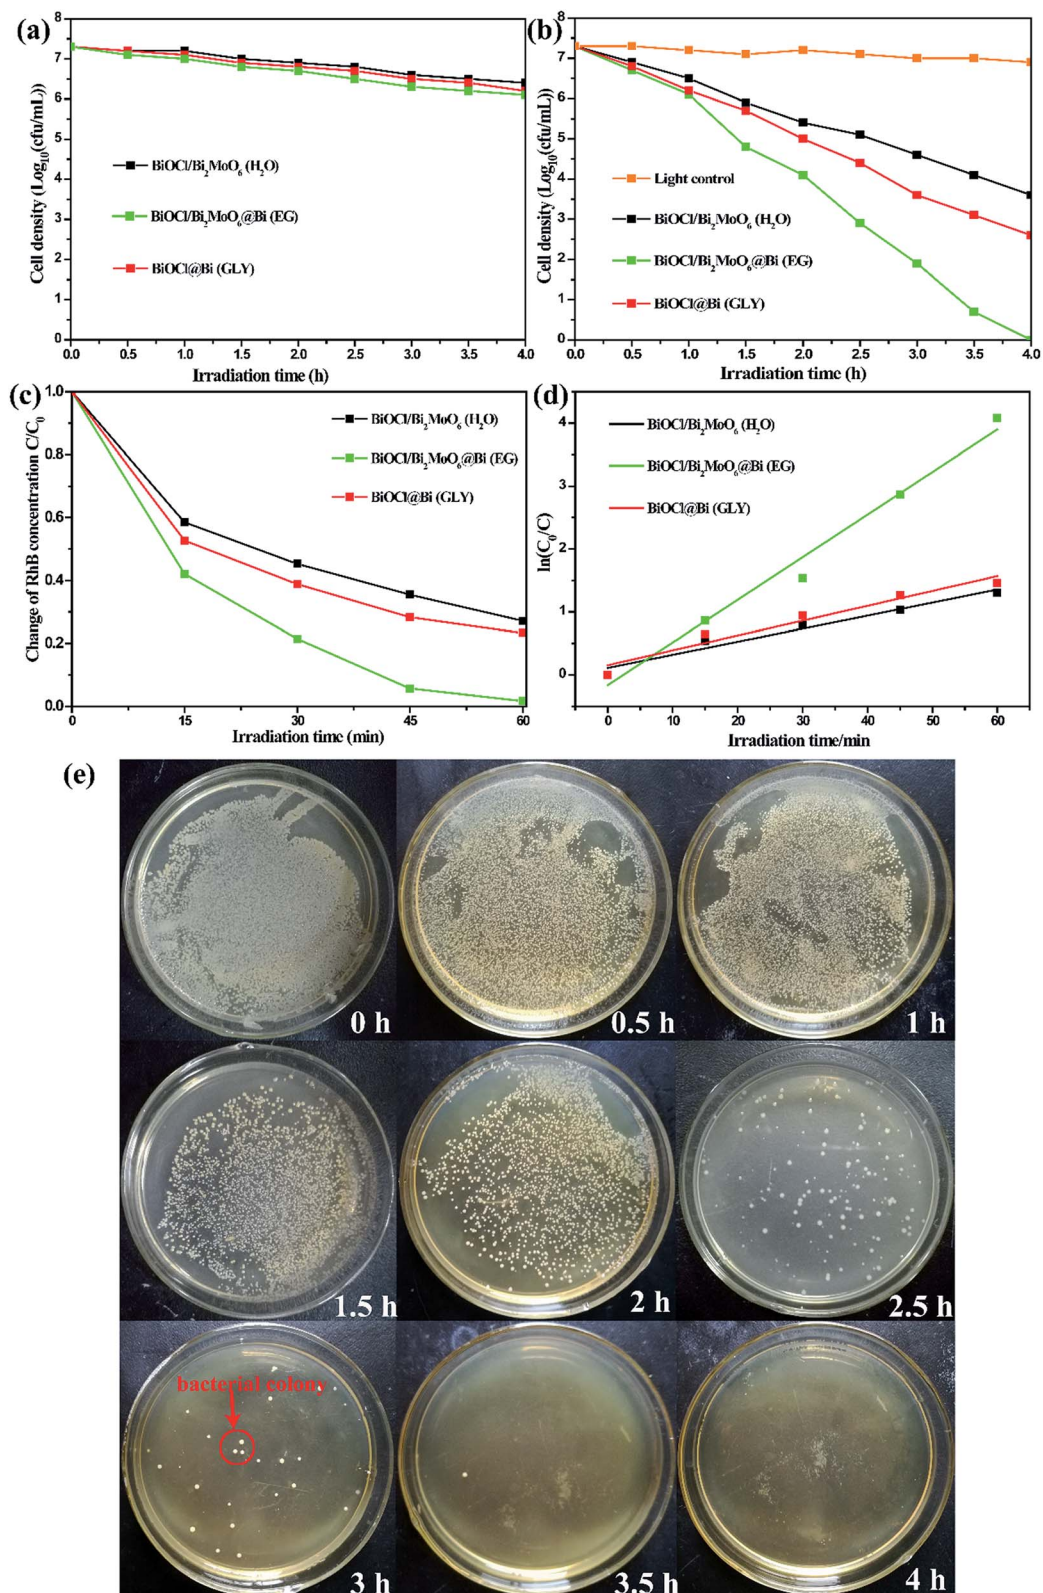 (a)
8
7
6
5
4
3
2
1
0
Cell density (Log10(cfu/mL))
BiOCl/Bi2MoO6 (H2O)
BiOCl/Bi2MoO6@Bi (EG)
BiOCl@Bi (GLY)
0.0 0.5 1.0 1.5 2.0 2.5 3.0 3.5 4.0
Irradiation time (h)
(b)
8
7
6
5
4
3
2
1
0
Cell density (Log10(cfu/mL))
Light control
BiOCl/Bi2MoO6 (H2O)
BiOCl/Bi2MoO6@Bi (EG)
BiOCl@Bi (GLY)
0.0 0.5 1.0 1.5 2.0 2.5 3.0 3.5 4.0
Irradiation time (h)
(c)
1.0
0.8
0.6
0.4
0.2
0.0
Change of RhB concentration C/C0
BiOCl/Bi2MoO6 (H2O)
BiOCl/Bi2MoO6@Bi (EG)
BiOCl@Bi (GLY)
0 15 30 45 60
Irradiation time (min)
(d)
4
3
2
1
0
ln(C0/C)
BiOCl/Bi2MoO6 (H2O)
BiOCl/Bi2MoO6@Bi (EG)
BiOCl@Bi (GLY)
0 10 20 30 40 50 60
Irradiation time/min
(e)
0 h
0.5 h
1 h
1.5 h
2 h
2.5 h
bacterial colony
3 h
3.5 h
4 h